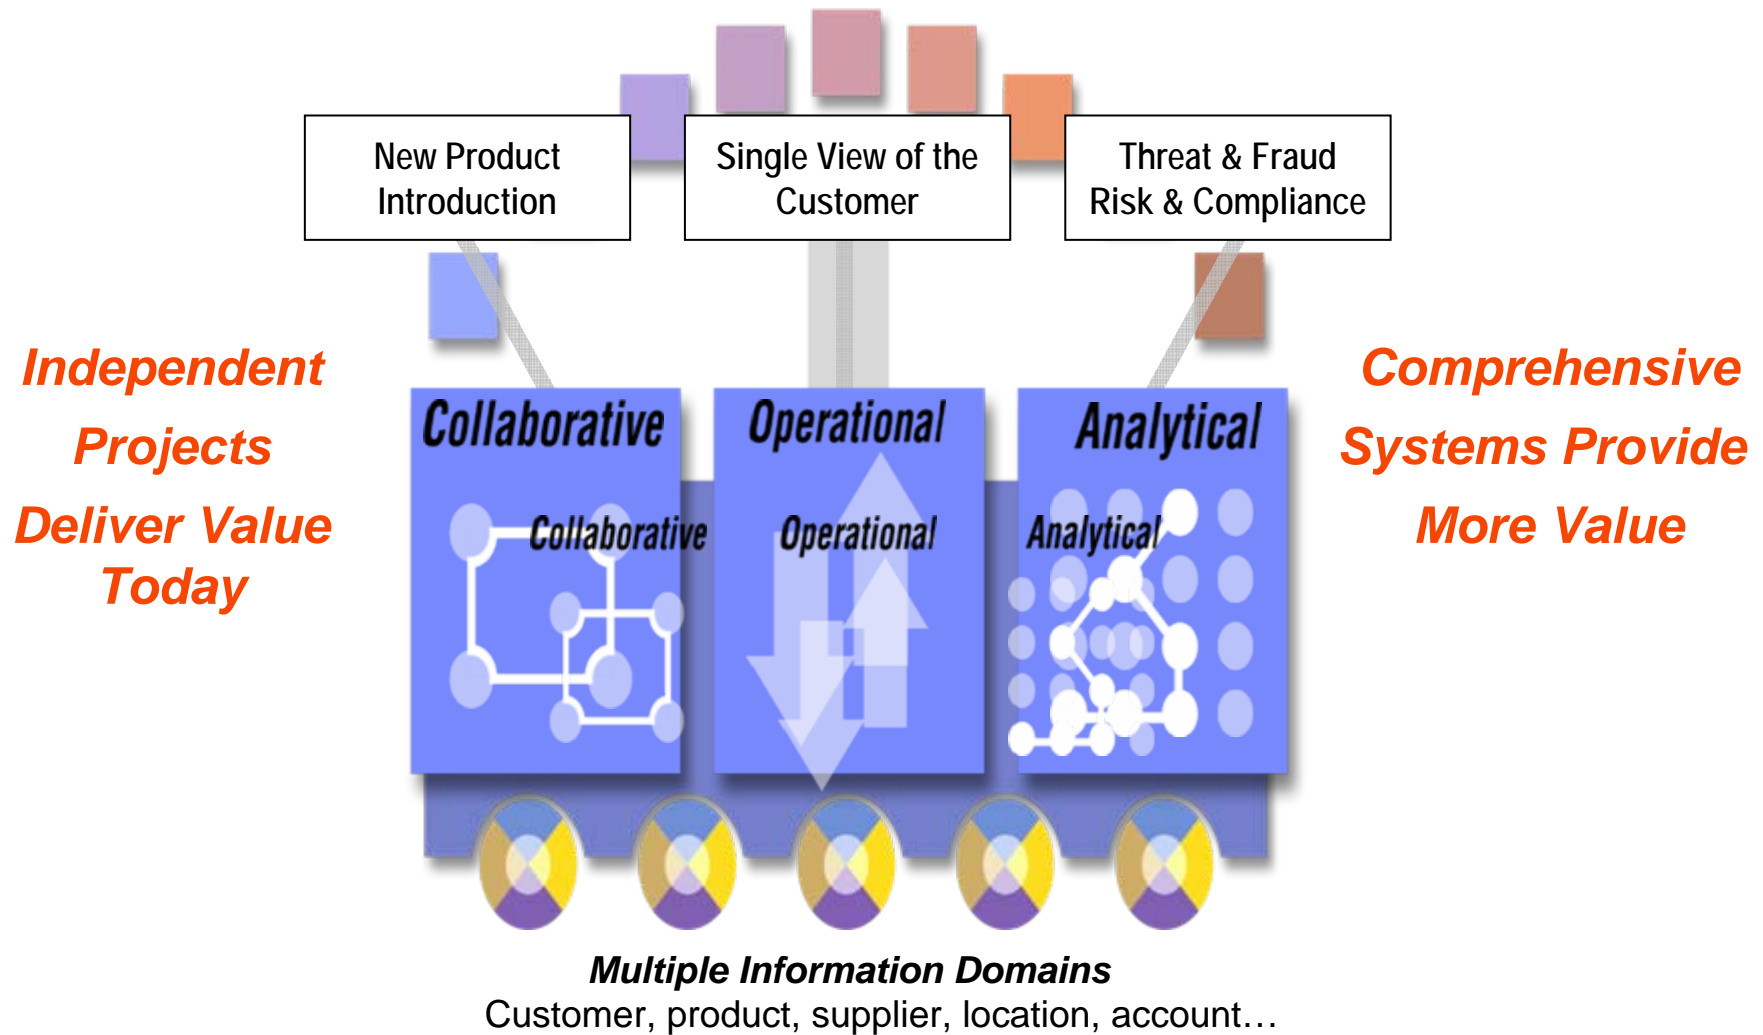 New Product
Introduction
Single View of the
Customer
Threat & Fraud
Risk & Compliance
Independent
Projects
Deliver Value
Today
Comprehensive
Systems Provide
More Value
Collaborative
Operational
Analytical
Collaborative
Operational
Analytical
Multiple Information Domains
Customer, product, supplier, location, account…